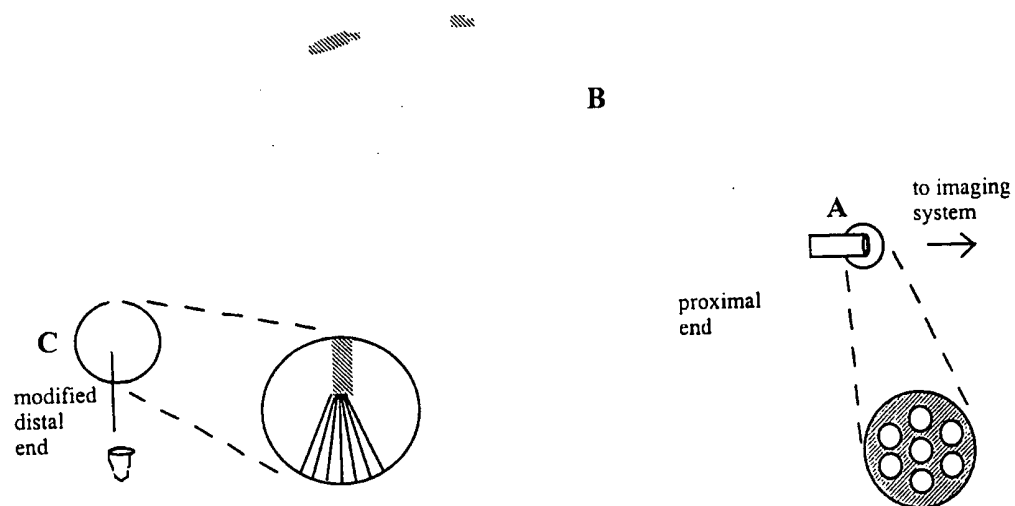 B
A
to imaging
system
proximal
end
C
modified
distal
end